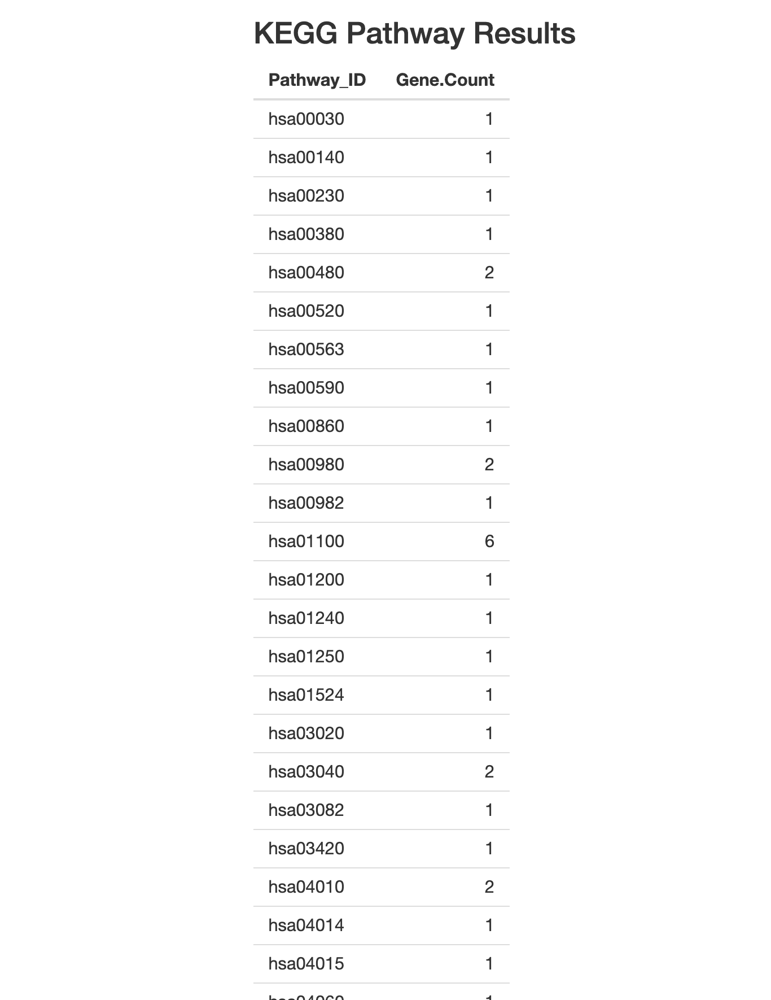 KEGG Pathway Results
Pathway_ID Gene.Count
hsa00030 1
hsa00140 1
hsa00230 1
hsa00380 1
hsa00480 2
hsa00520 1
hsa00563 1
hsa00590 1
hsa00860 1
hsa00980 2
hsa00982 1
hsa01100 6
hsa01200 1
hsa01240 1
hsa01250 1
hsa01524 1
hsa03020 1
hsa03040 2
hsa03082 1
hsa03420 1
hsa04010 2
hsa04014 1
hsa04015 1